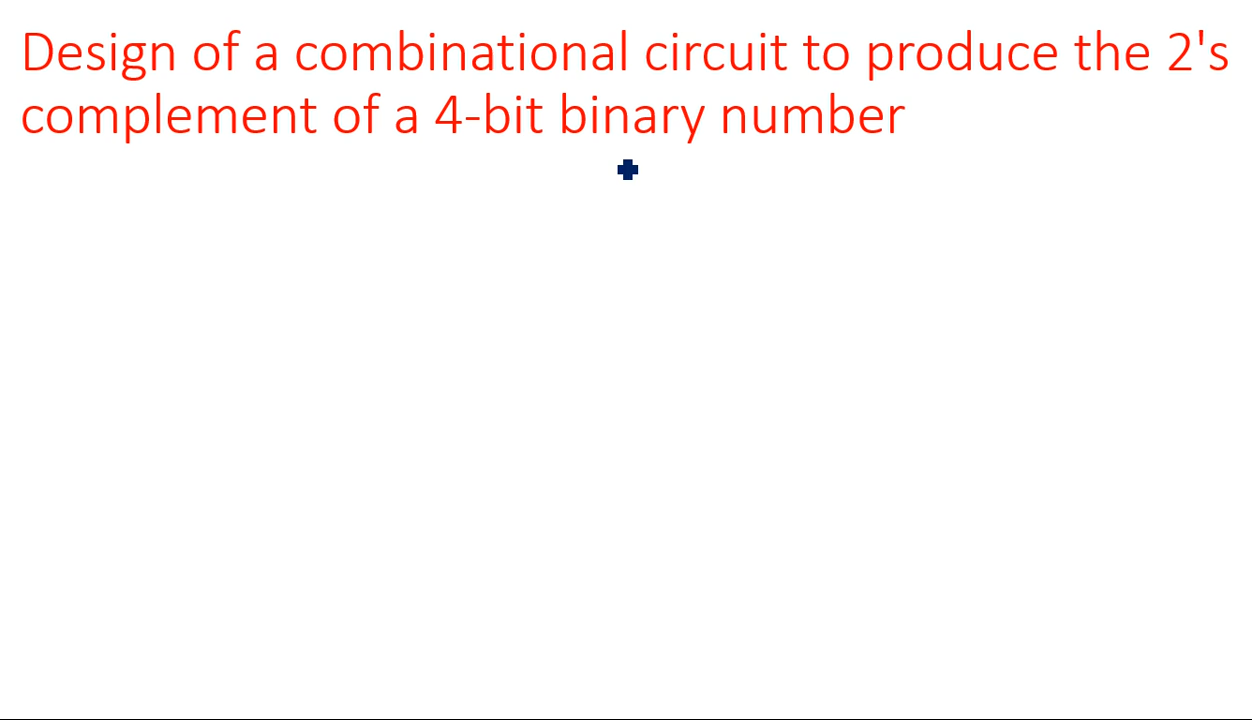 Design of a combinational circuit to produce the 2's
complement of a 4-bit binary number